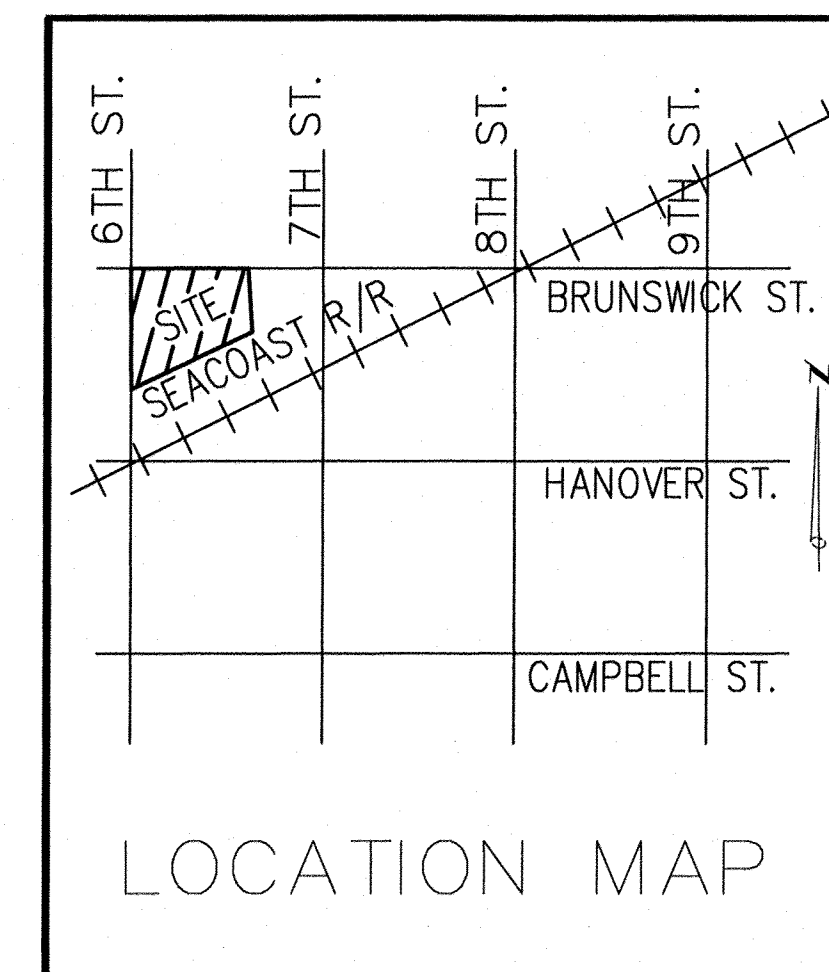 6TH ST.
7TH ST.
8TH ST.
9TH ST.
SITE
BRUNSWICK ST.
SEACOAST R/R
N
HANOVER ST.
CAMPBELL ST.
LOCATION MAP